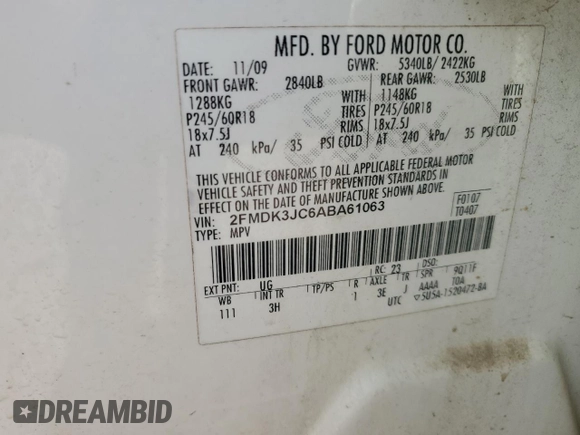 MFD. BY FORD MOTOR CO.
DATE: 11/09 GVWR: 5340LB/ 2422KG
FRONT GAWR: 2840LB REAR GAWR: 2530LB
1288KG WITH 1148KG WITH
P245/60R18 TIRES P245/60R18 TIRES
18x7.5J RIMS 18x7.5J RIMS
AT 240 kPa/ 35 PSI COLD AT 240 kPa/ 35 PSI COLD
THIS VEHICLE CONFORMS TO ALL APPLICABLE FEDERAL MOTOR
VEHICLE SAFETY AND THEFT PREVENTION STANDARDS IN
EFFECT ON THE DATE OF MANUFACTURE SHOWN ABOVE.
VIN: 2FMDK3JC6ABA61063 F0107
TYPE: MPV T0407
EXT PNT: UG RC: 23 DSO: 9Q11F
WB INT TR TP/PS R AXLE TR SPR T0A
111 3H 1 3E J AAAA
UTC ▽5U5A-1520472-BA
DREAMBID